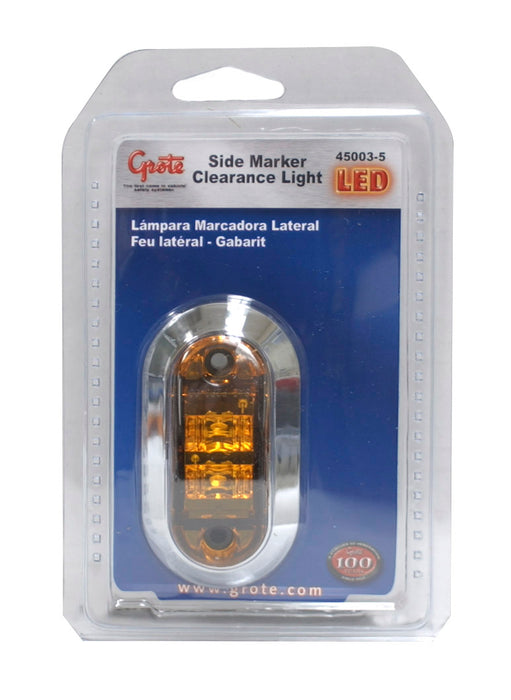 Grote
Side Marker
Clearance Light
45003-5
LED
Lámpara Marcadora Lateral
Feu latéral - Gabarit
100
www.grote.com